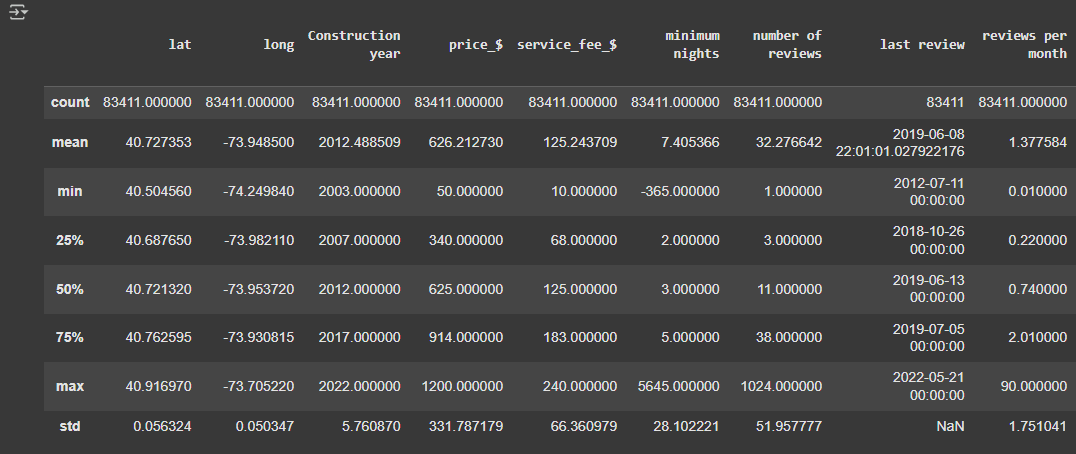 lat long Construction year price_$ service_fee_$ minimum nights number of reviews last review reviews per month
count 83411.000000 83411.000000 83411.000000 83411.000000 83411.000000 83411.000000 83411.000000 83411 83411.000000
mean 40.727353 -73.948500 2012.488509 626.212730 125.243709 7.405366 32.276642 2019-06-08 22:01:01.027922176 1.377584
min 40.504560 -74.249840 2003.000000 50.000000 10.000000 -365.000000 1.000000 2012-07-11 00:00:00 0.010000
25% 40.687650 -73.982110 2007.000000 340.000000 68.000000 2.000000 3.000000 2018-10-26 00:00:00 0.220000
50% 40.721320 -73.953720 2012.000000 625.000000 125.000000 3.000000 11.000000 2019-06-13 00:00:00 0.740000
75% 40.762595 -73.930815 2017.000000 914.000000 183.000000 5.000000 38.000000 2019-07-05 00:00:00 2.010000
max 40.916970 -73.705220 2022.000000 1200.000000 240.000000 5645.000000 1024.000000 2022-05-21 00:00:00 90.000000
std 0.056324 0.050347 5.760870 331.787179 66.360979 28.102221 51.957777 NaN 1.751041